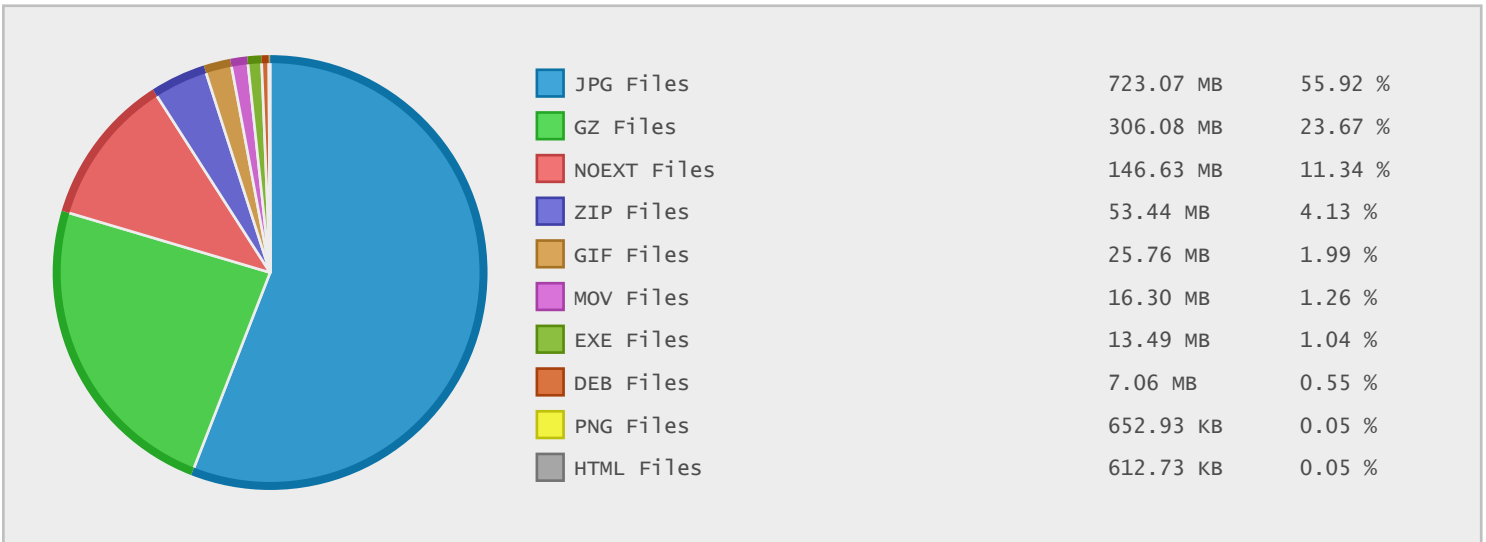 JPG Files 723.07 MB 55.92 %
GZ Files 306.08 MB 23.67 %
NOEXT Files 146.63 MB 11.34 %
ZIP Files 53.44 MB 4.13 %
GIF Files 25.76 MB 1.99 %
MOV Files 16.30 MB 1.26 %
EXE Files 13.49 MB 1.04 %
DEB Files 7.06 MB 0.55 %
PNG Files 652.93 KB 0.05 %
HTML Files 612.73 KB 0.05 %